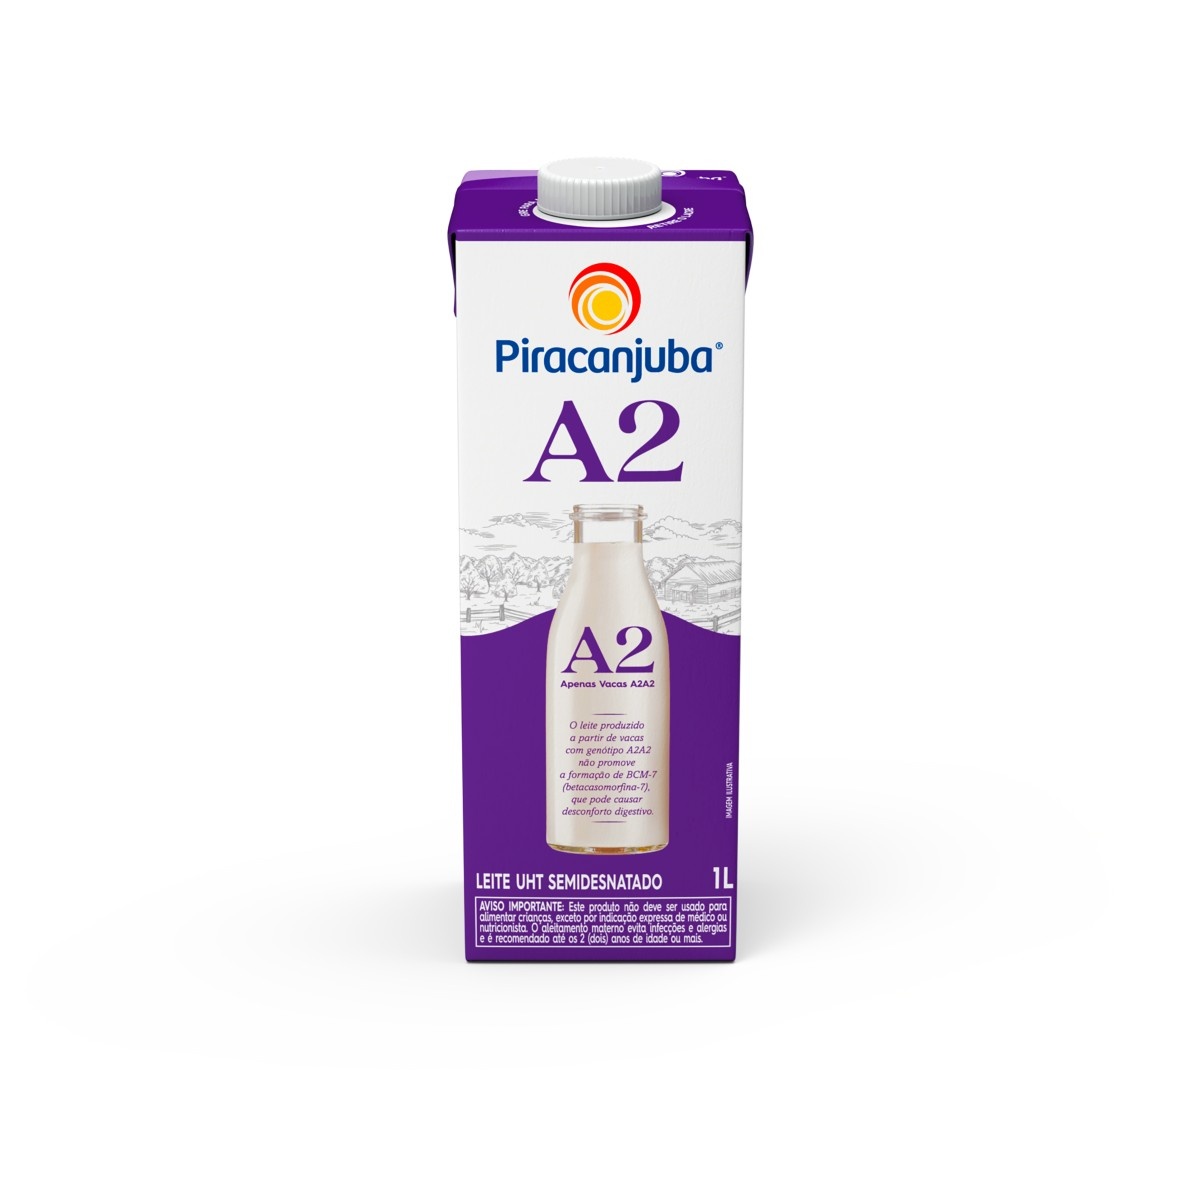 Piracanjuba®
A2
A2
Apenas Vacas A2A2
O leite produzido
a partir de vacas
com genótipo A2A2
não promove
a formação de BCM-7
(betacasomorfina-7),
que pode causar
desconforto digestivo.
IMAGEM ILUSTRATIVA
LEITE UHT SEMIDESNATADO 1L
AVISO IMPORTANTE: Este produto não deve ser usado para
alimentar crianças, exceto por indicação expressa de médico ou
nutricionista. O aleitamento materno evita infecções e alergias
e é recomendado até os 2 (dois) anos de idade ou mais.